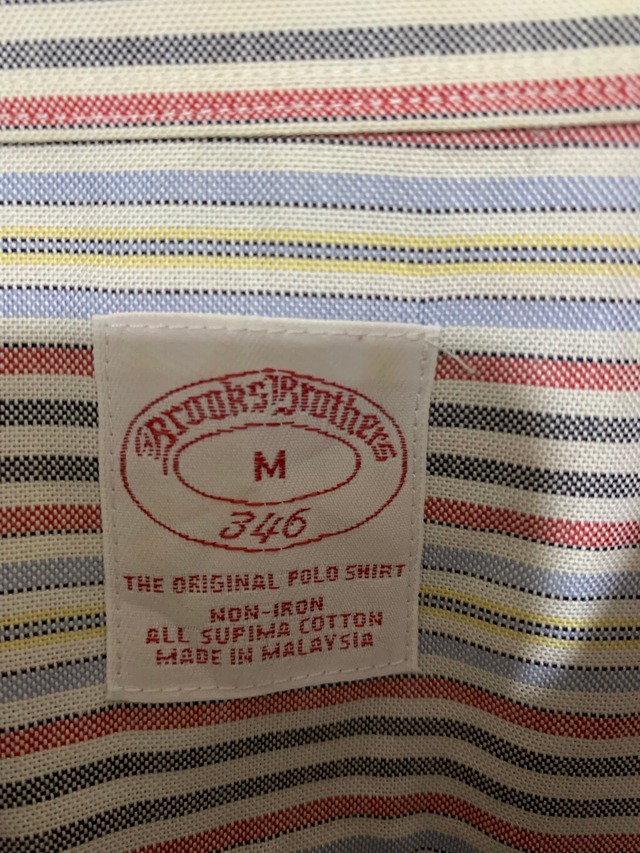 Brooks Brothers
M
346
THE ORIGINAL POLO SHIRT
NON-IRON
ALL SUPIMA COTTON
MADE IN MALAYSIA